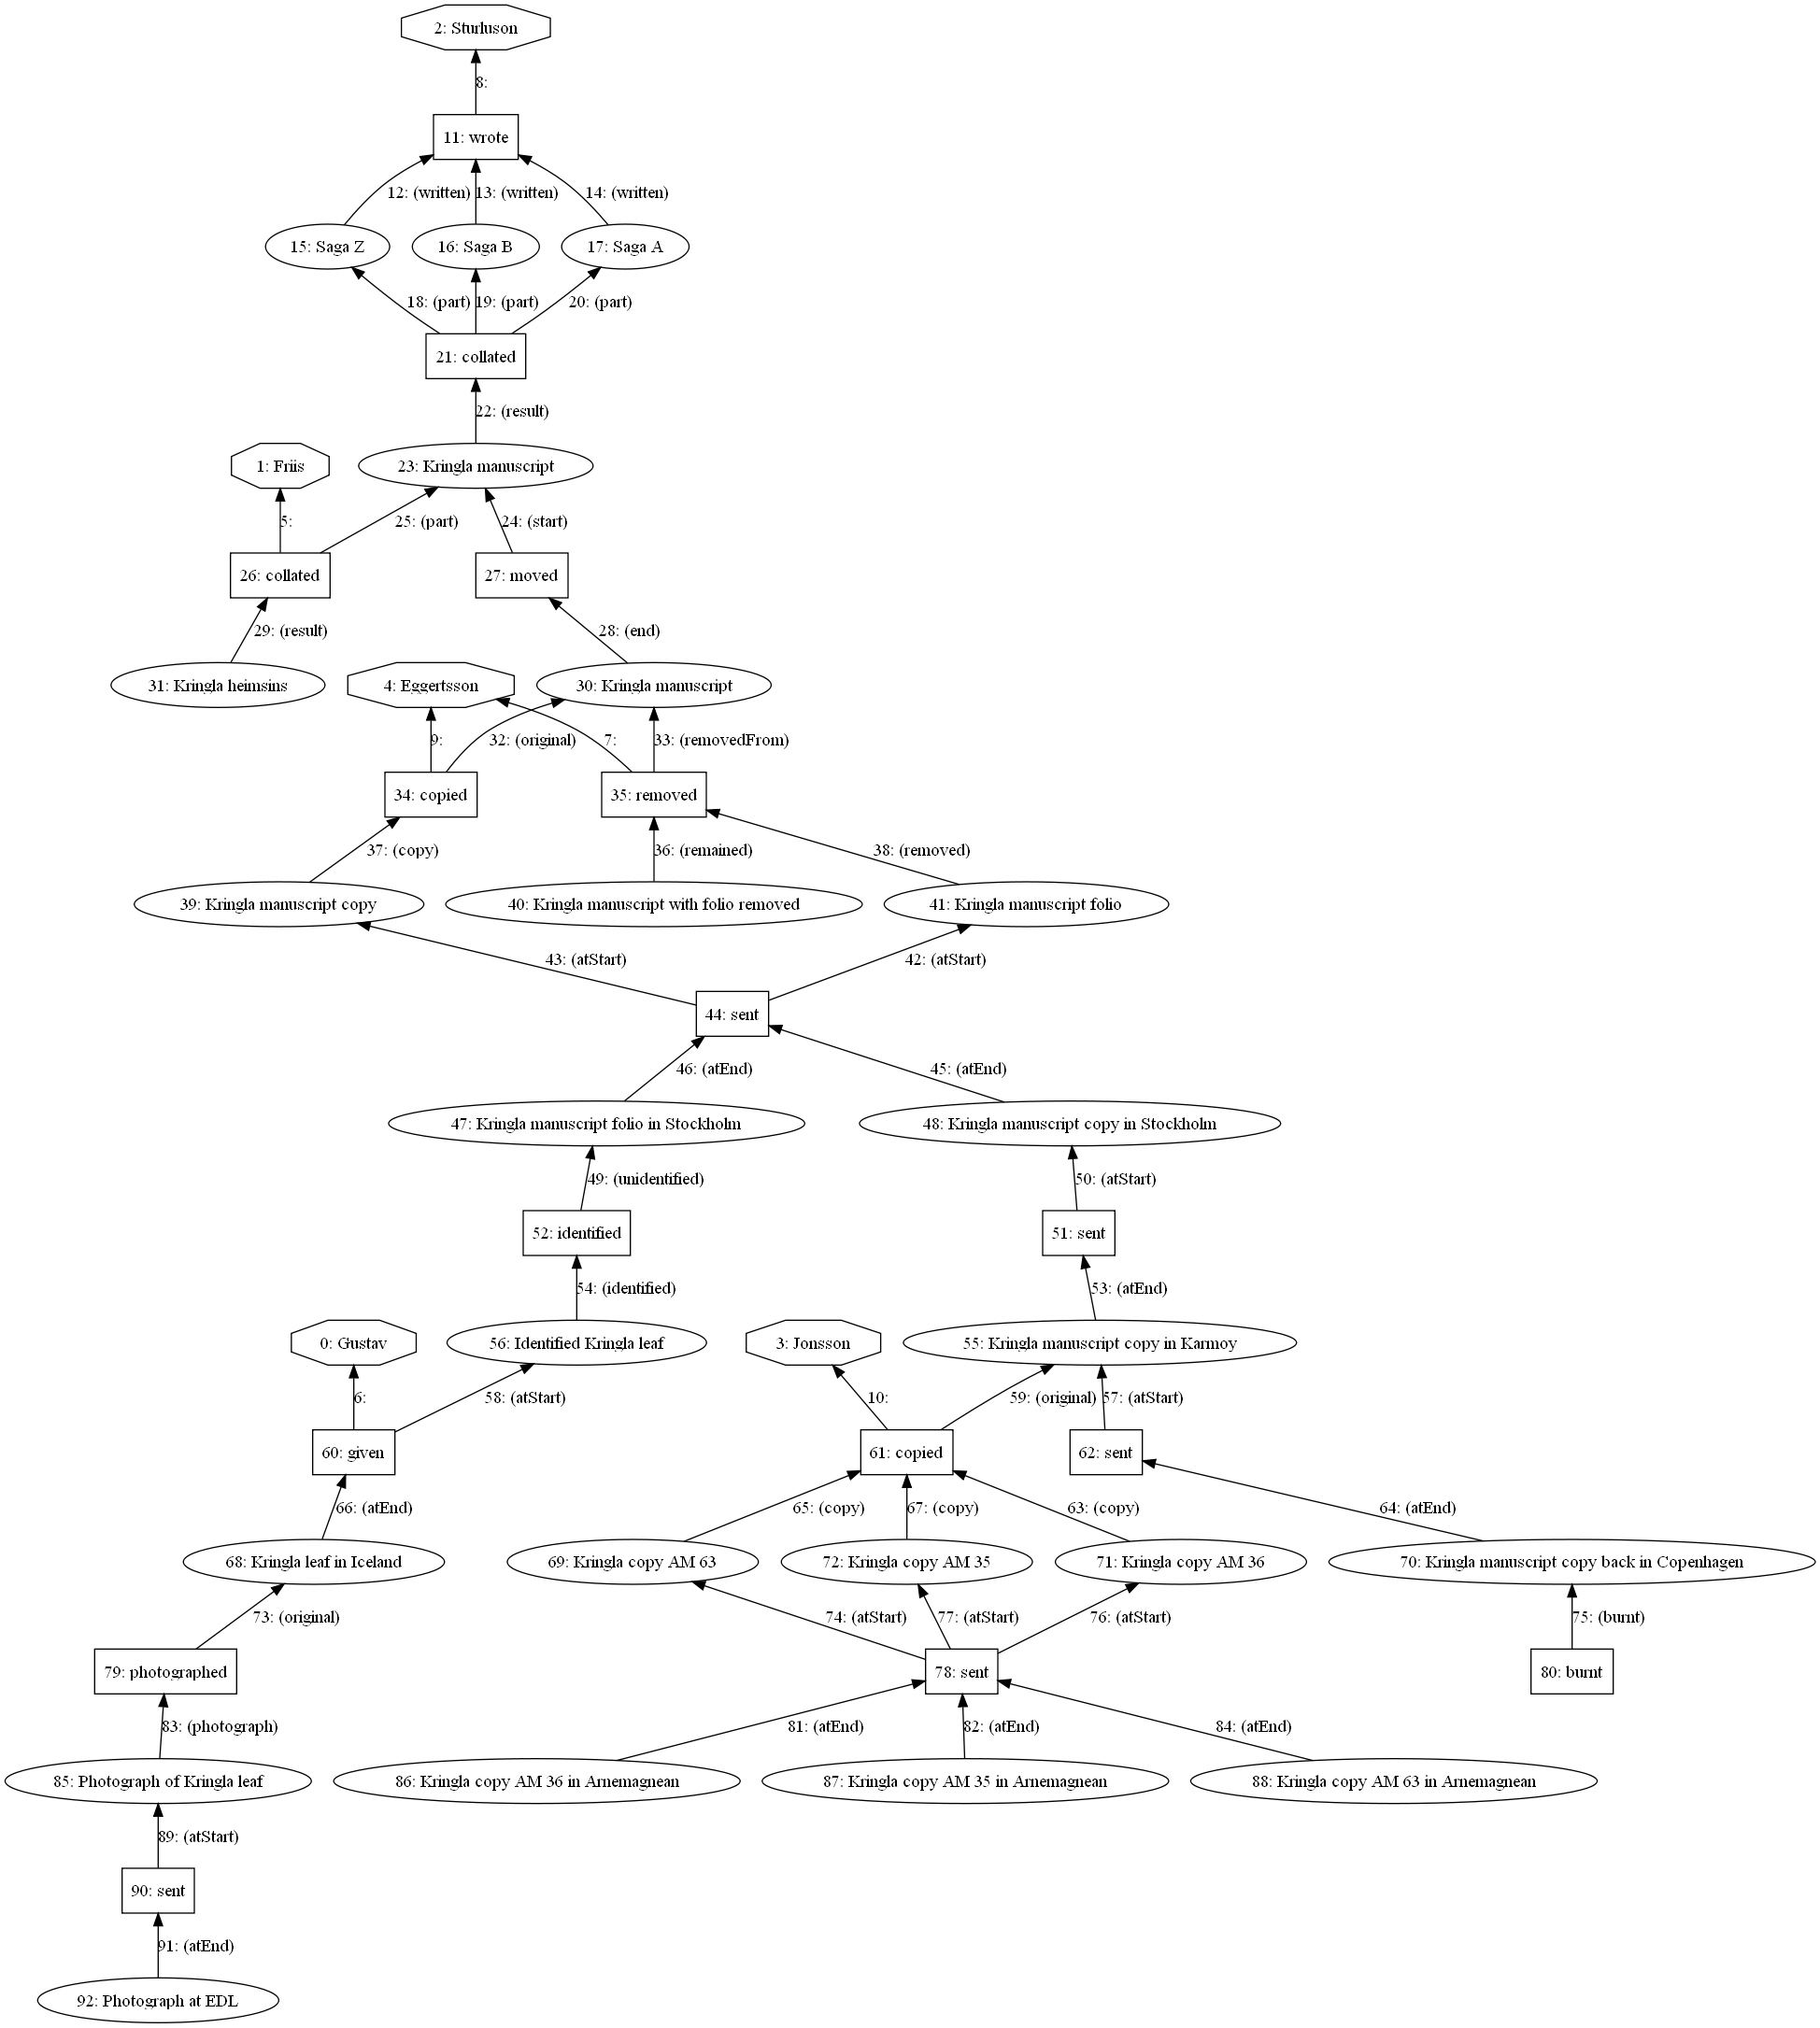 2: Sturluson
8:
11: wrote
12: (written)
13: (written)
14: (written)
15: Saga Z
16: Saga B
17: Saga A
18: (part)
19: (part)
20: (part)
21: collated
22: (result)
1: Friis
23: Kringla manuscript
5:
25: (part)
24: (start)
26: collated
27: moved
29: (result)
28: (end)
31: Kringla heimsins
4: Eggertsson
30: Kringla manuscript
9:
32: (original)
7:
33: (removedFrom)
34: copied
35: removed
37: (copy)
36: (remained)
38: (removed)
39: Kringla manuscript copy
40: Kringla manuscript with folio removed
41: Kringla manuscript folio
43: (atStart)
42: (atStart)
44: sent
46: (atEnd)
45: (atEnd)
47: Kringla manuscript folio in Stockholm
48: Kringla manuscript copy in Stockholm
49: (unidentified)
50: (atStart)
52: identified
51: sent
54: (identified)
53: (atEnd)
0: Gustav
56: Identified Kringla leaf
3: Jonsson
55: Kringla manuscript copy in Karmoy
6:
58: (atStart)
10:
59: (original)
57: (atStart)
60: given
61: copied
62: sent
66: (atEnd)
65: (copy)
67: (copy)
63: (copy)
64: (atEnd)
68: Kringla leaf in Iceland
69: Kringla copy AM 63
72: Kringla copy AM 35
71: Kringla copy AM 36
70: Kringla manuscript copy back in Copenhagen
73: (original)
74: (atStart)
77: (atStart)
76: (atStart)
75: (burnt)
79: photographed
78: sent
80: burnt
83: (photograph)
81: (atEnd)
82: (atEnd)
84: (atEnd)
85: Photograph of Kringla leaf
86: Kringla copy AM 36 in Arnemagnean
87: Kringla copy AM 35 in Arnemagnean
88: Kringla copy AM 63 in Arnemagnean
89: (atStart)
90: sent
91: (atEnd)
92: Photograph at EDL